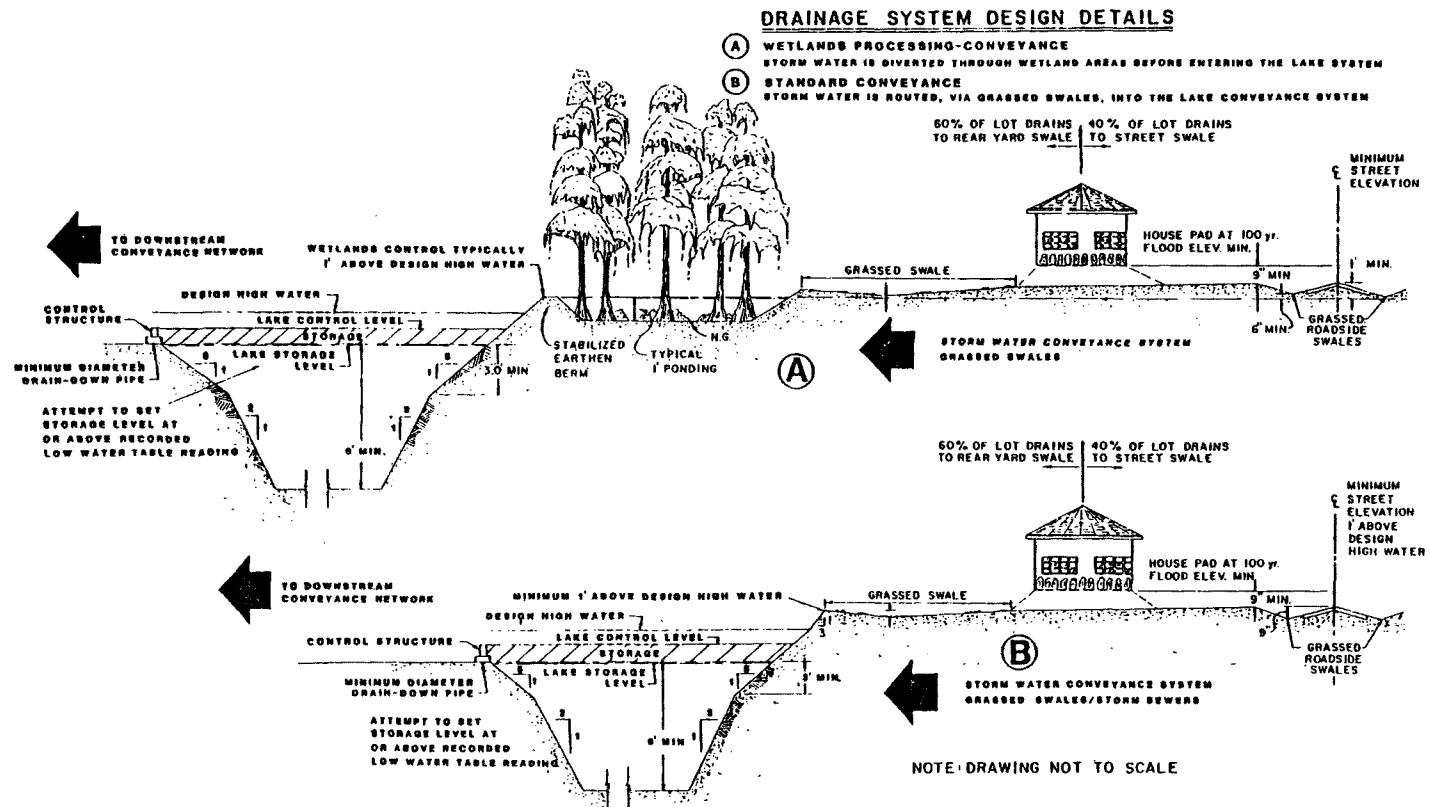 DRAINAGE SYSTEM DESIGN DETAILS
A WETLANDS PROCESSING-CONVEYANCE
STORM WATER IS DIVERTED THROUGH WETLAND AREAS BEFORE ENTERING THE LAKE SYSTEM
B STANDARD CONVEYANCE
STORM WATER IS ROUTED, VIA GRASSED SWALES, INTO THE LAKE CONVEYANCE SYSTEM
60% OF LOT DRAINS
TO REAR YARD SWALE
40% OF LOT DRAINS
TO STREET SWALE
MINIMUM
STREET
ELEVATION
TO DOWNSTREAM
CONVEYANCE NETWORK
WETLANDS CONTROL TYPICALLY
1' ABOVE DESIGN HIGH WATER
HOUSE PAD AT 100 yr.
FLOOD ELEV. MIN.
GRASSED SWALE
9" MIN
1' MIN.
6" MIN.
GRASSED
ROADSIDE
SWALES
DESIGN HIGH WATER
CONTROL
STRUCTURE
LAKE CONTROL LEVEL
STORAGE
LAKE STORAGE
LEVEL
MINIMUM DIAMETER
DRAIN-DOWN PIPE
3.0 MIN
STABILIZED
EARTHEN
BERM
TYPICAL
1' PONDING
N.G.
A
STORM WATER CONVEYANCE SYSTEM
GRASSED SWALES
ATTEMPT TO SET
STORAGE LEVEL AT
OR ABOVE RECORDED
LOW WATER TABLE READING
6' MIN.
60% OF LOT DRAINS
TO REAR YARD SWALE
40% OF LOT DRAINS
TO STREET SWALE
MINIMUM
STREET
ELEVATION
1' ABOVE
DESIGN
HIGH WATER
TO DOWNSTREAM
CONVEYANCE NETWORK
MINIMUM 1' ABOVE DESIGN HIGH WATER
HOUSE PAD AT 100 yr.
FLOOD ELEV. MIN.
GRASSED SWALE
9" MIN.
9"
GRASSED
ROADSIDE
SWALES
DESIGN HIGH WATER
CONTROL STRUCTURE
LAKE CONTROL LEVEL
STORAGE
LAKE STORAGE
LEVEL
MINIMUM DIAMETER
DRAIN-DOWN PIPE
3' MIN.
B
STORM WATER CONVEYANCE SYSTEM
GRASSED SWALES/STORM SEWERS
ATTEMPT TO SET
STORAGE LEVEL AT
OR ABOVE RECORDED
LOW WATER TABLE READING
6' MIN
NOTE: DRAWING NOT TO SCALE